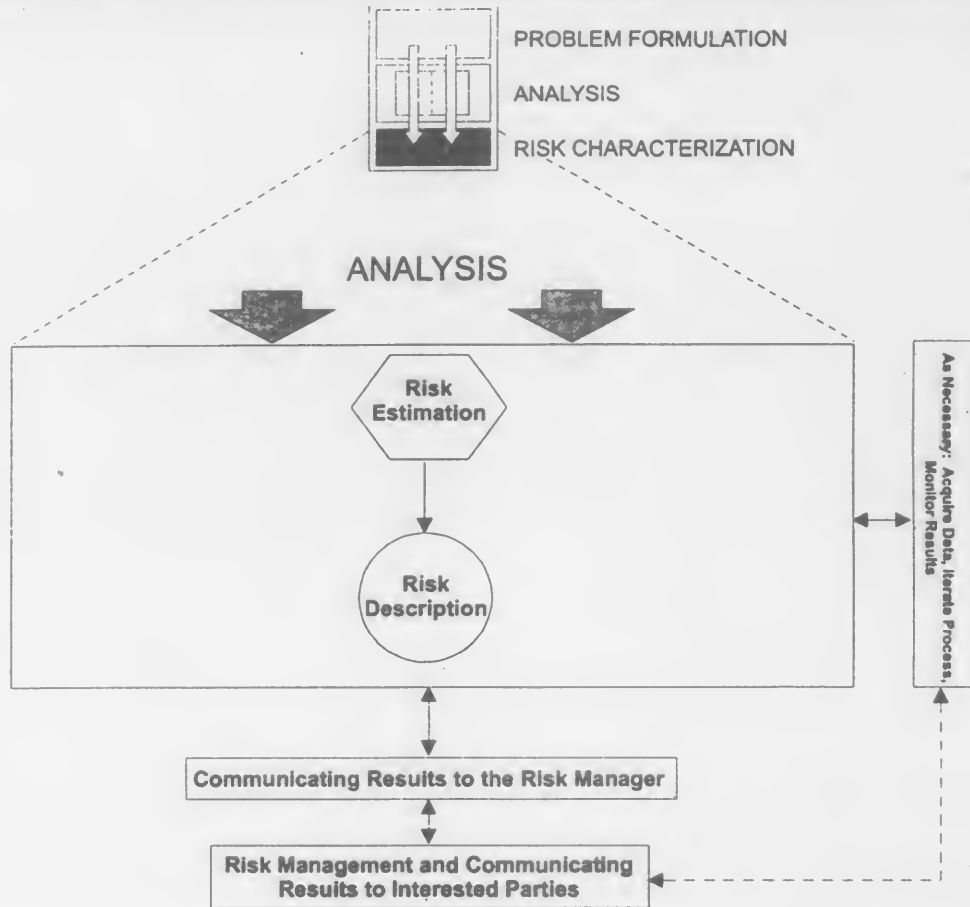 PROBLEM FORMULATION
ANALYSIS
RISK CHARACTERIZATION
ANALYSIS
Risk
Estimation
Risk
Description
As Necessary: Acquire Data, Iterate Process,
Monitor Results
Communicating Results to the Risk Manager
Risk Management and Communicating
Results to Interested Parties